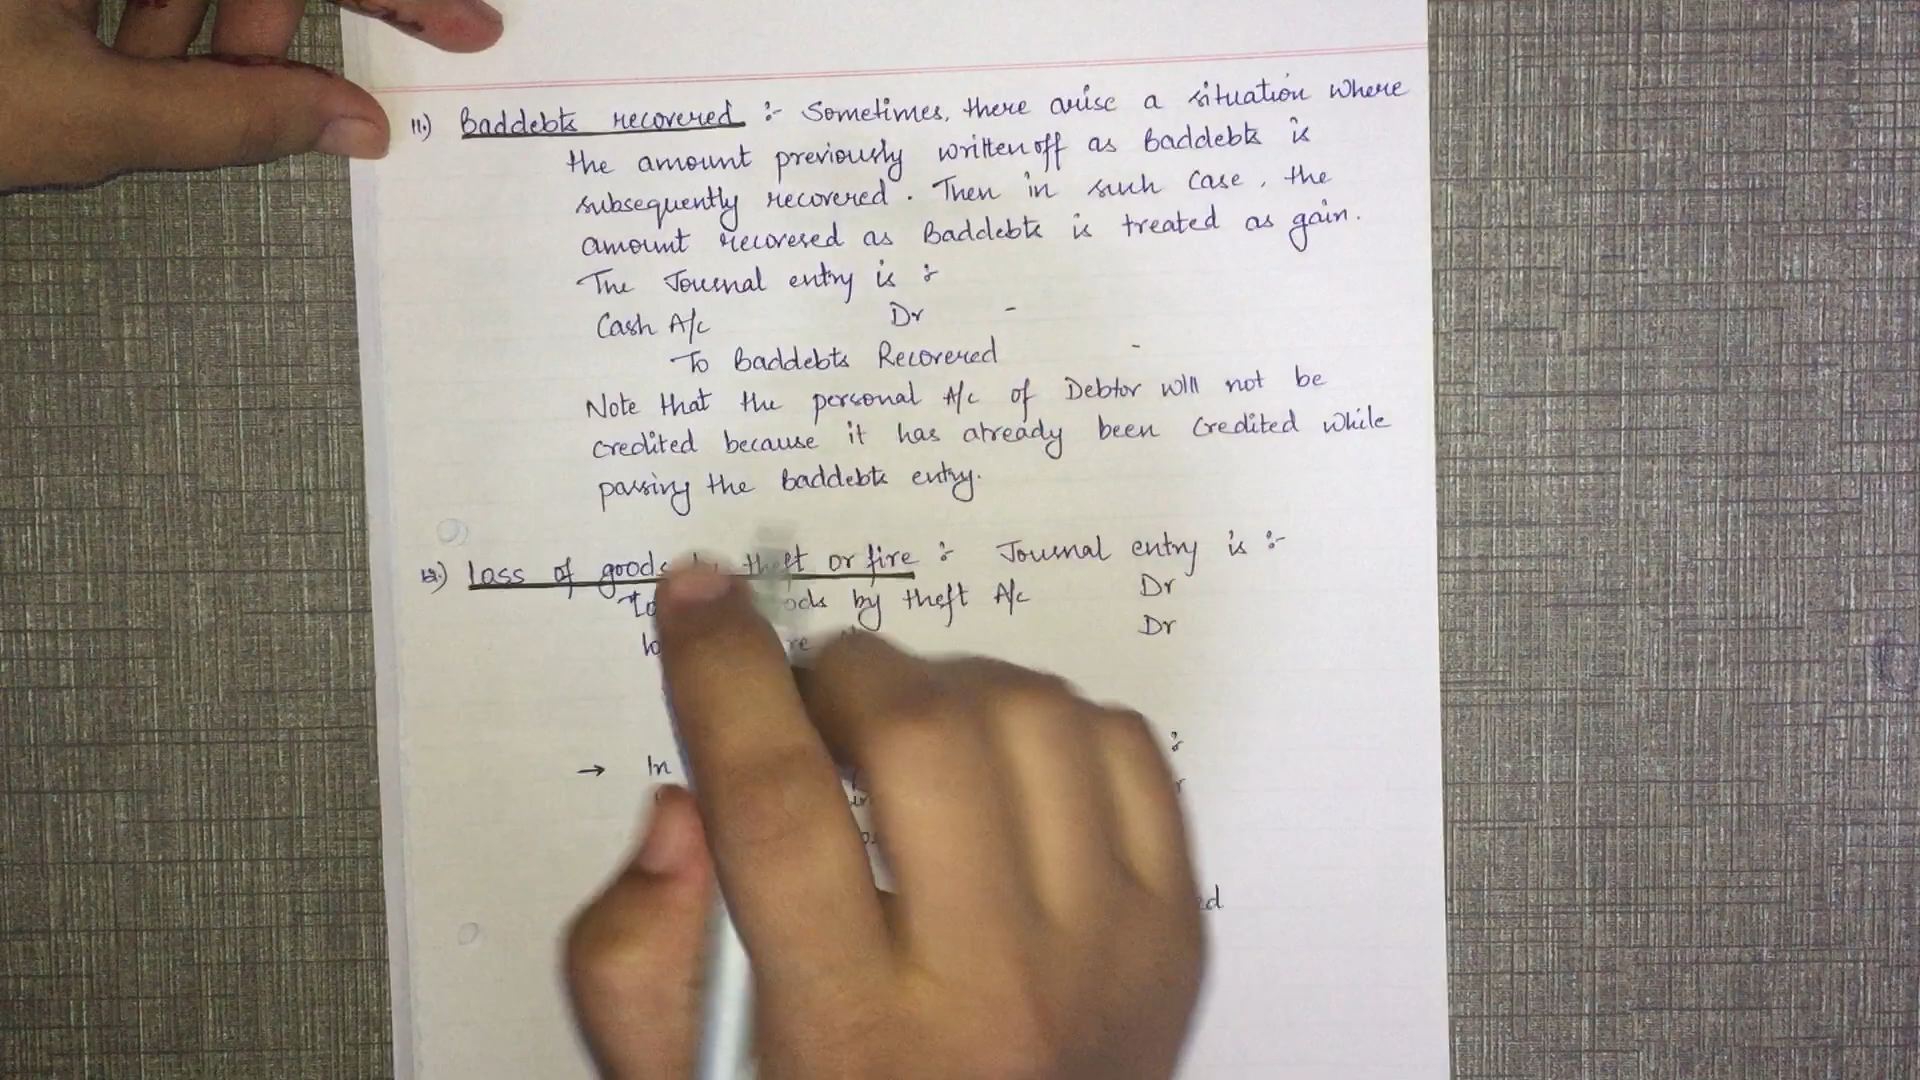 11.) Baddebts recovered :- Sometimes, there arise a situation where
the amount previously written off as Baddebts is
subsequently recovered. Then in such case, the
amount recovered as Baddebts is treated as gain.
The Journal entry is :-
Cash A/c Dr -
To Baddebts Recovered -
Note that the personal A/c of Debtor will not be
credited because it has already been credited while
passing the Baddebts entry.
12.) Loss of goods theft or fire :- Journal entry is :-
by theft A/c Dr
Dr
→ In :-